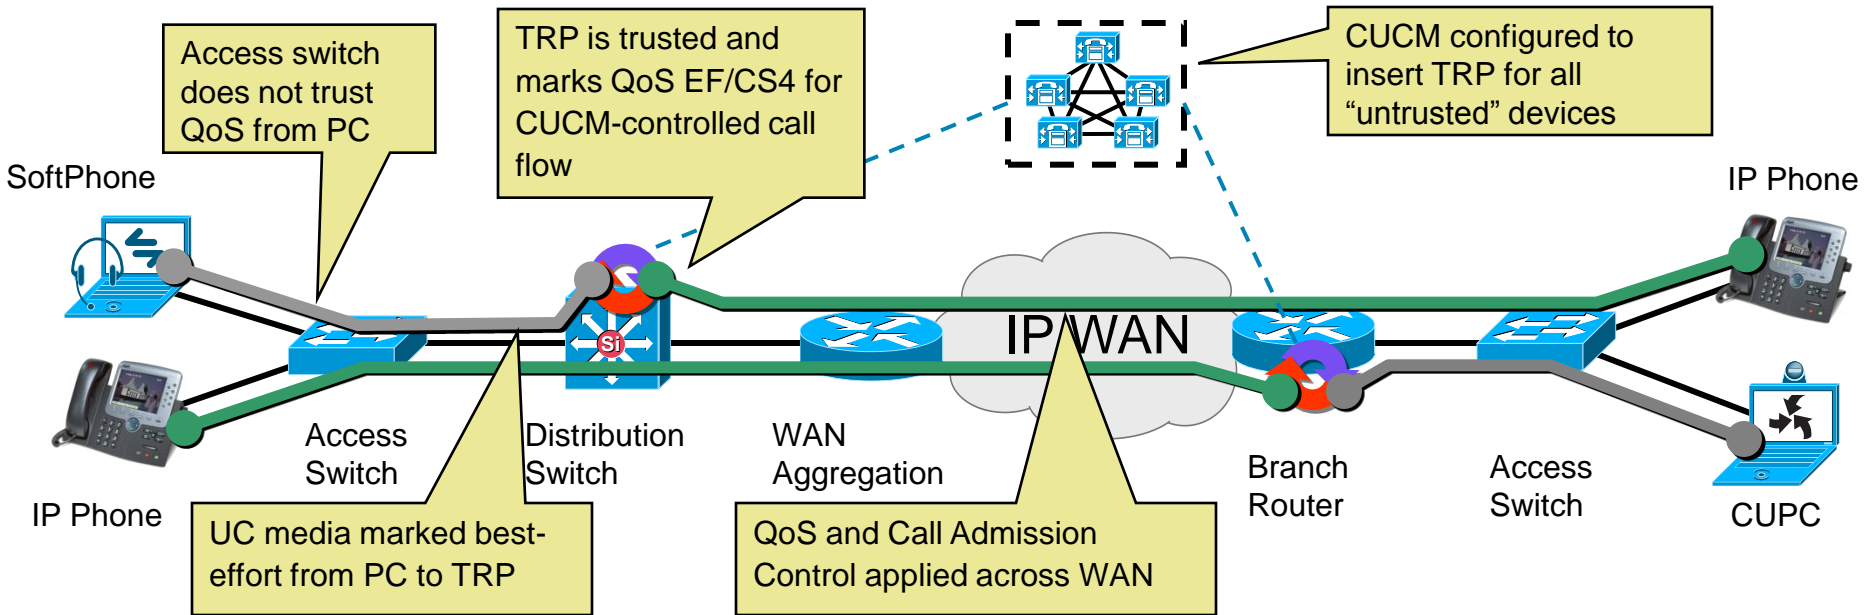 Access switch
does not trust
QoS from PC
TRP is trusted and
marks QoS EF/CS4 for
CUCM-controlled call
flow
CUCM configured to
insert TRP for all
“untrusted” devices
SoftPhone
IP Phone
Si
IP WAN
Access
Switch
Distribution
Switch
WAN
Aggregation
Branch
Router
Access
Switch
IP Phone
CUPC
UC media marked best-
effort from PC to TRP
QoS and Call Admission
Control applied across WAN